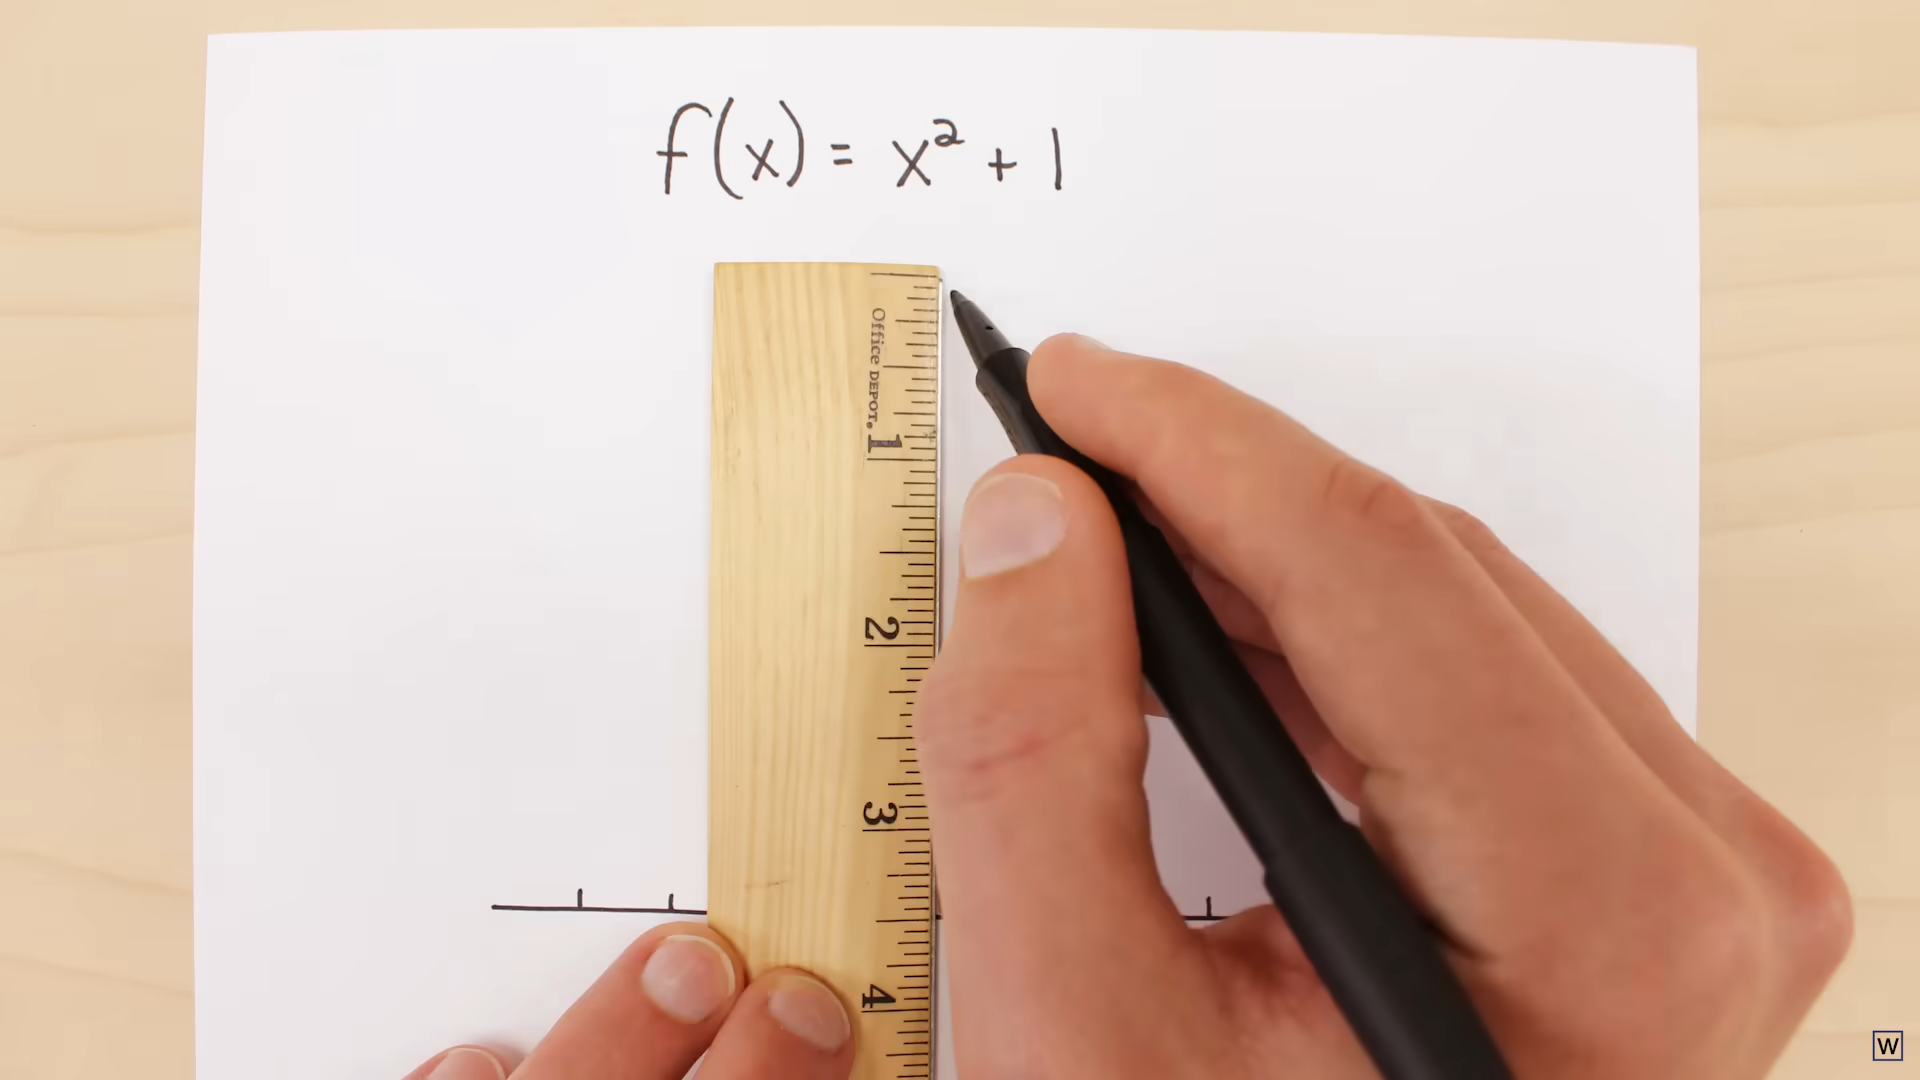 f(x) = x² + 1
Office DEPOT.
1
2
3
4
W